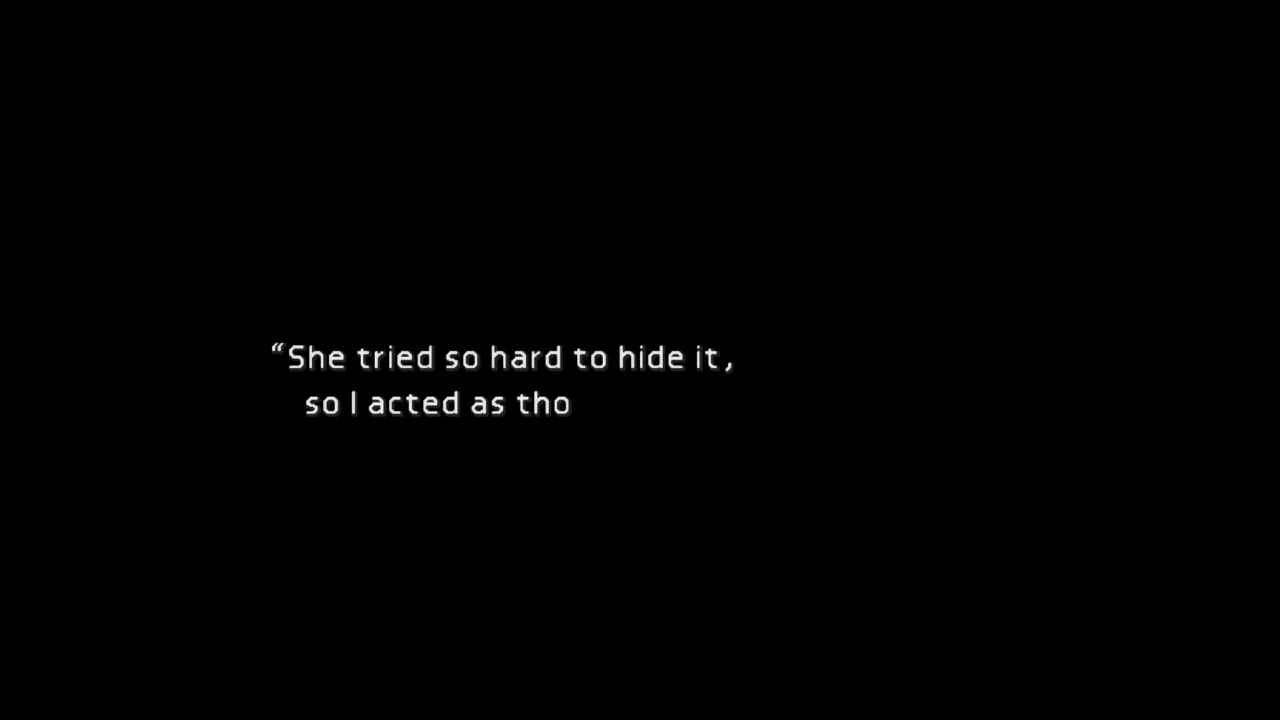 “She tried so hard to hide it,
so I acted as tho